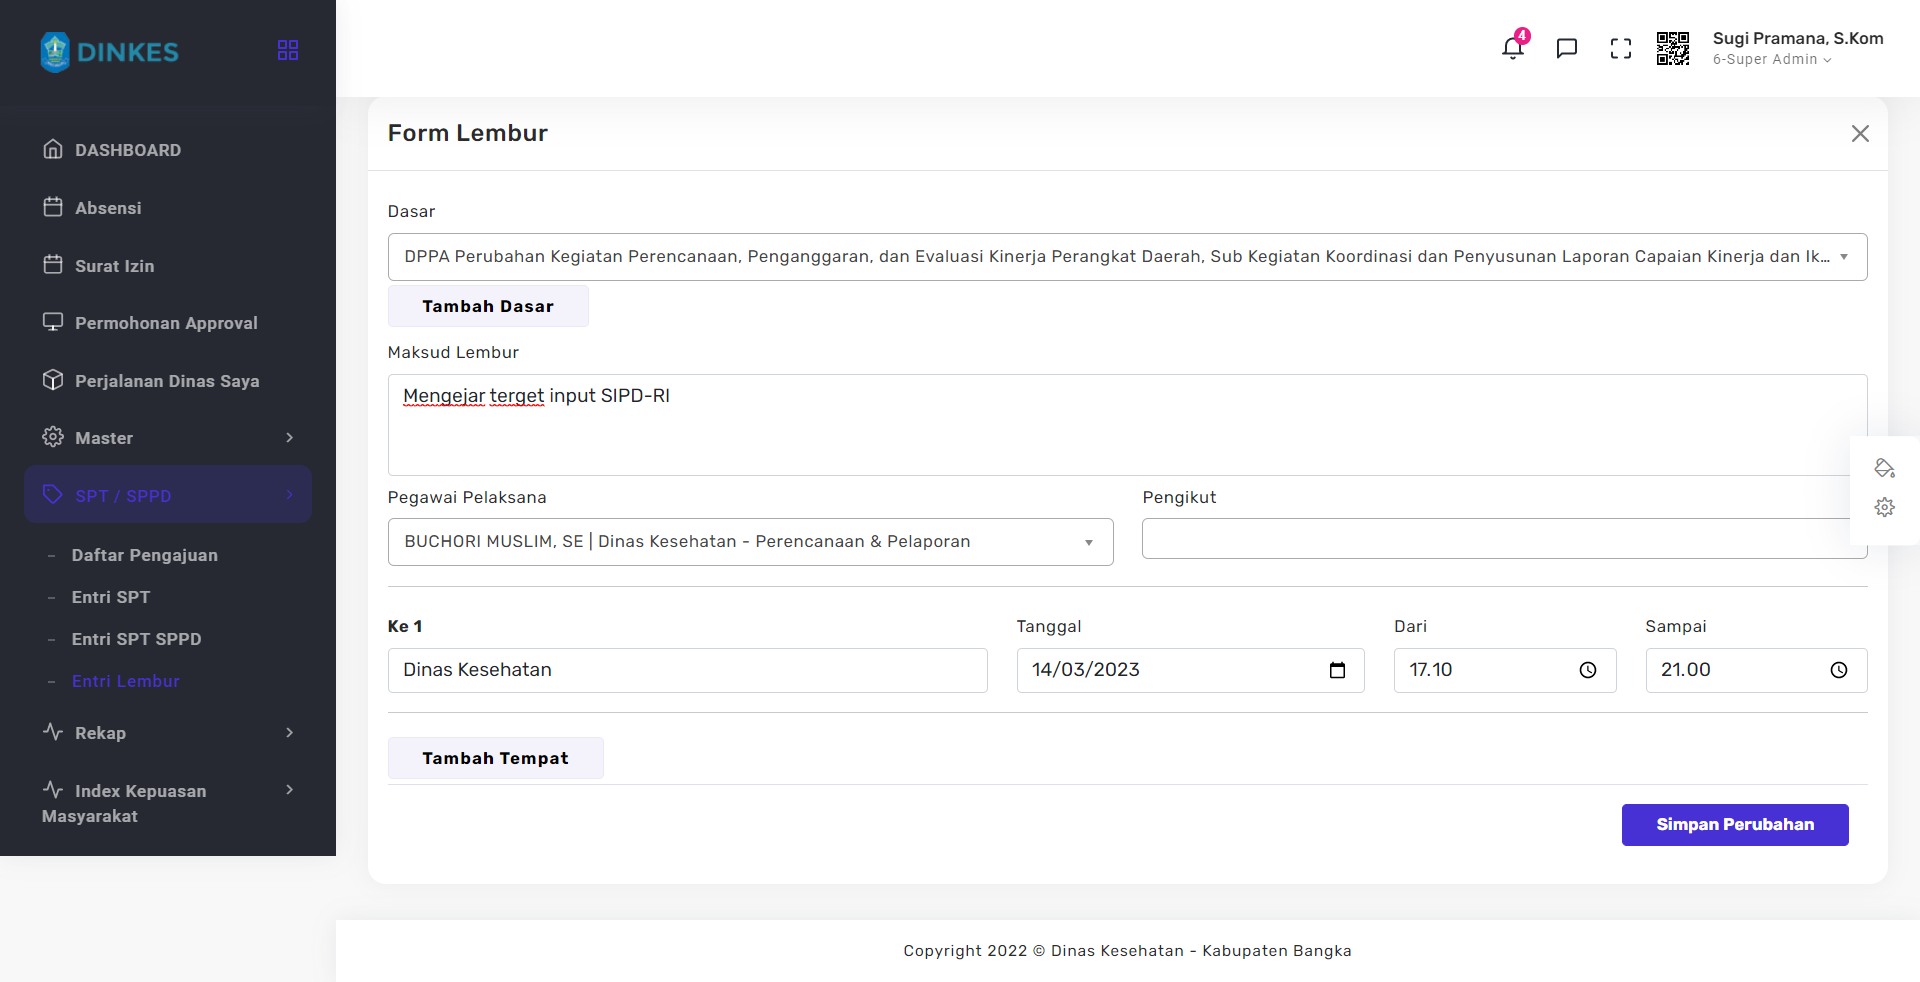 DINKES
4
Sugi Pramana, S.Kom
6-Super Admin
DASHBOARD
Absensi
Surat Izin
Permohonan Approval
Perjalanan Dinas Saya
Master
SPT / SPPD
Daftar Pengajuan
Entri SPT
Entri SPT SPPD
Entri Lembur
Rekap
Index Kepuasan
Masyarakat
Form Lembur
Dasar
DPPA Perubahan Kegiatan Perencanaan, Penganggaran, dan Evaluasi Kinerja Perangkat Daerah, Sub Kegiatan Koordinasi dan Penyusunan Laporan Capaian Kinerja dan Ik...
Tambah Dasar
Maksud Lembur
Mengejar terget input SIPD-RI
Pegawai Pelaksana
Pengikut
BUCHORI MUSLIM, SE | Dinas Kesehatan - Perencanaan & Pelaporan
Ke 1
Tanggal
Dari
Sampai
Dinas Kesehatan
14/03/2023
17.10
21.00
Tambah Tempat
Simpan Perubahan
Copyright 2022 © Dinas Kesehatan - Kabupaten Bangka